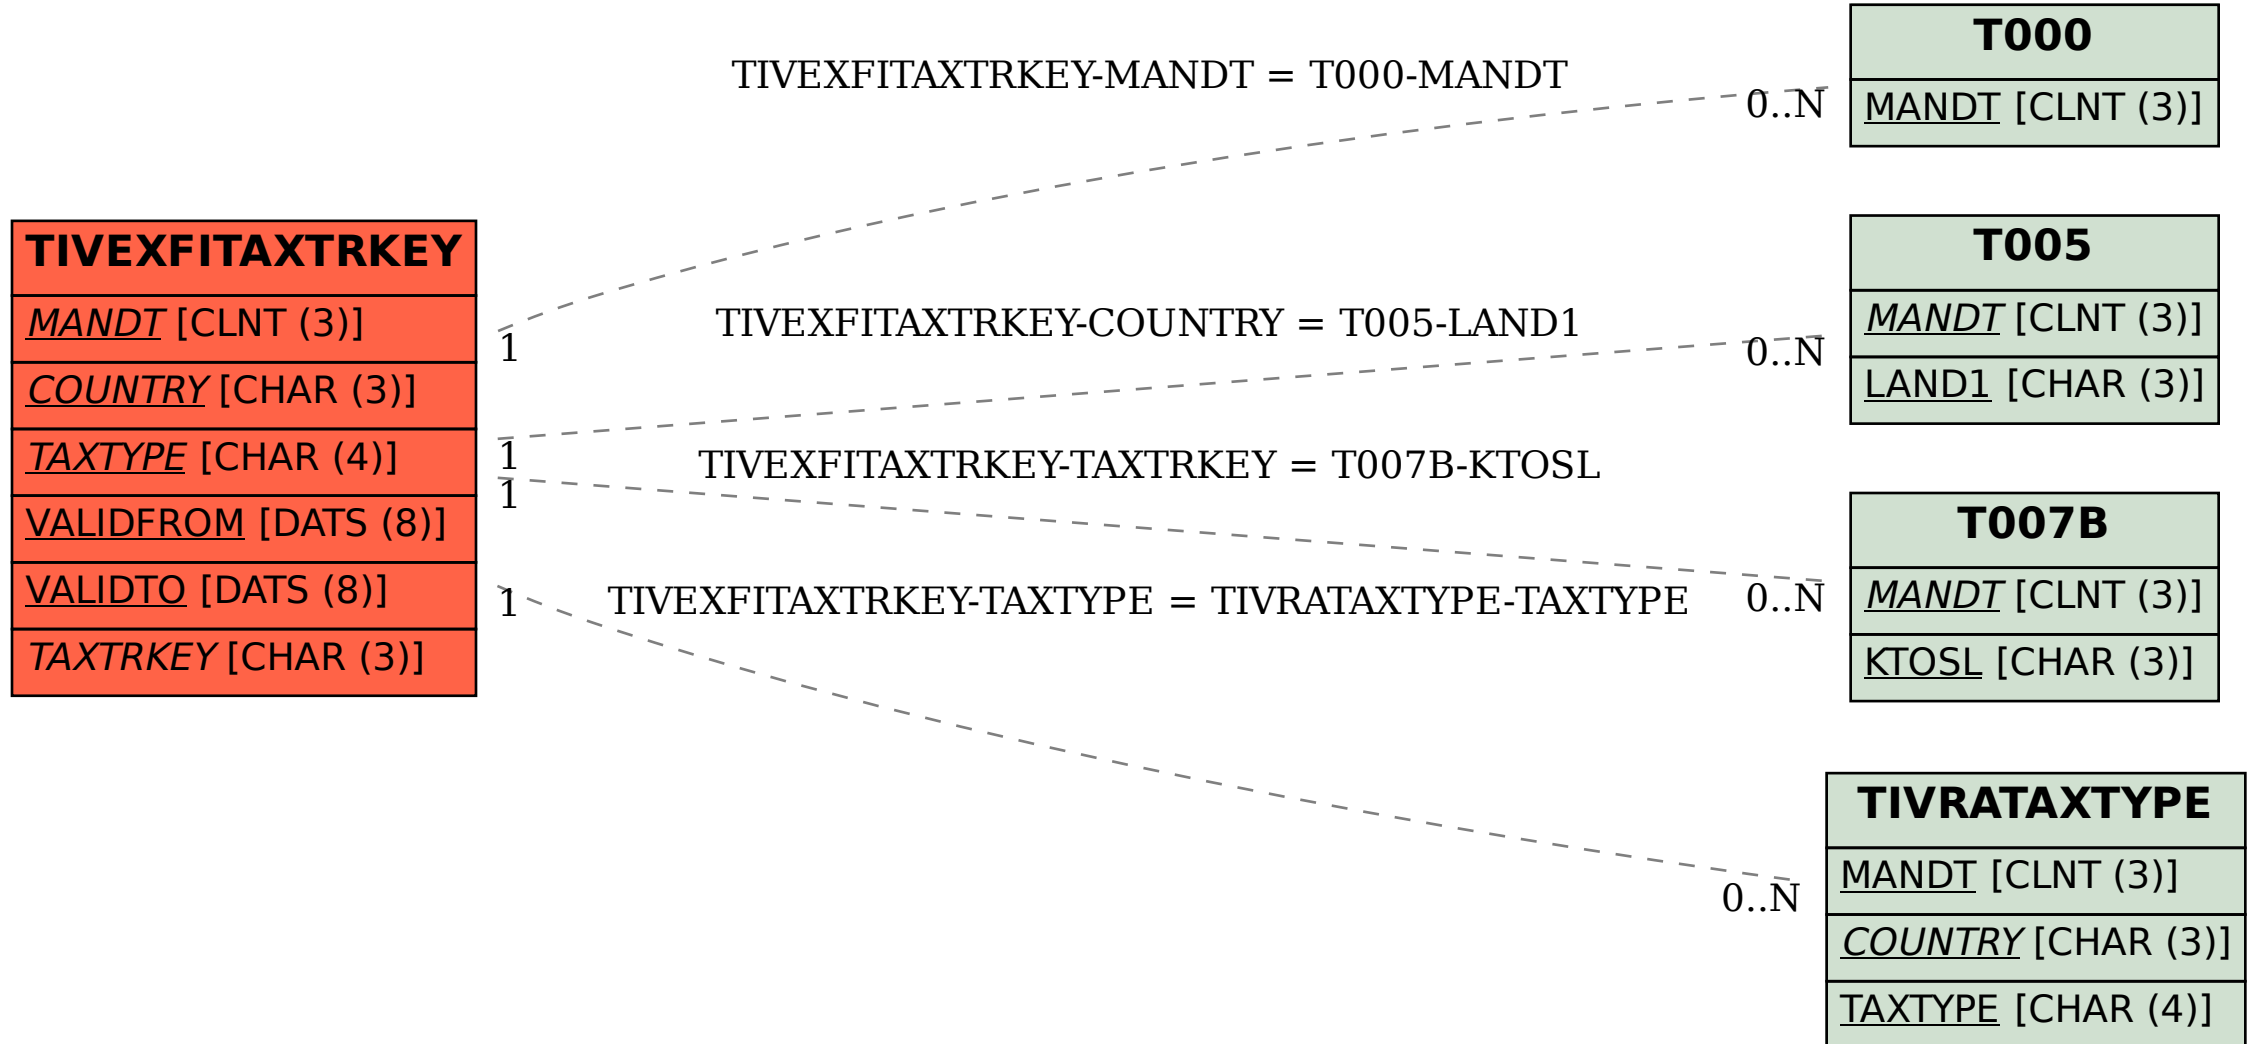 TIVEXFITAXTRKEY
MANDT [CLNT (3)]
COUNTRY [CHAR (3)]
TAXTYPE [CHAR (4)]
VALIDFROM [DATS (8)]
VALIDTO [DATS (8)]
TAXTRKEY [CHAR (3)]
TIVEXFITAXTRKEY-MANDT = T000-MANDT
1
0..N
TIVEXFITAXTRKEY-COUNTRY = T005-LAND1
1
0..N
TIVEXFITAXTRKEY-TAXTRKEY = T007B-KTOSL
1
0..N
TIVEXFITAXTRKEY-TAXTYPE = TIVRATAXTYPE-TAXTYPE
1
0..N
T000
MANDT [CLNT (3)]
T005
MANDT [CLNT (3)]
LAND1 [CHAR (3)]
T007B
MANDT [CLNT (3)]
KTOSL [CHAR (3)]
TIVRATAXTYPE
MANDT [CLNT (3)]
COUNTRY [CHAR (3)]
TAXTYPE [CHAR (4)]